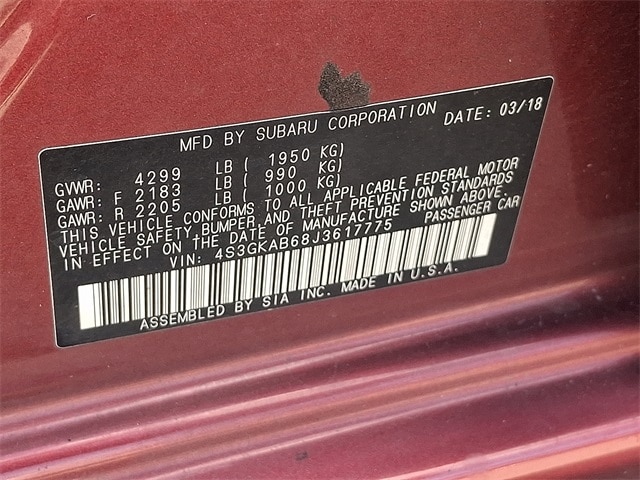 MFD BY SUBARU CORPORATION DATE: 03/18
GVWR: 4299 LB ( 1950 KG)
GAWR: F 2183 LB ( 990 KG)
GAWR: R 2205 LB ( 1000 KG)
THIS VEHICLE CONFORMS TO ALL APPLICABLE FEDERAL MOTOR
VEHICLE SAFETY, BUMPER, AND THEFT PREVENTION STANDARDS
IN EFFECT ON THE DATE OF MANUFACTURE SHOWN ABOVE.
VIN: 4S3GKAB68J3617775 PASSENGER CAR
ASSEMBLED BY SIA INC. MADE IN U.S.A.